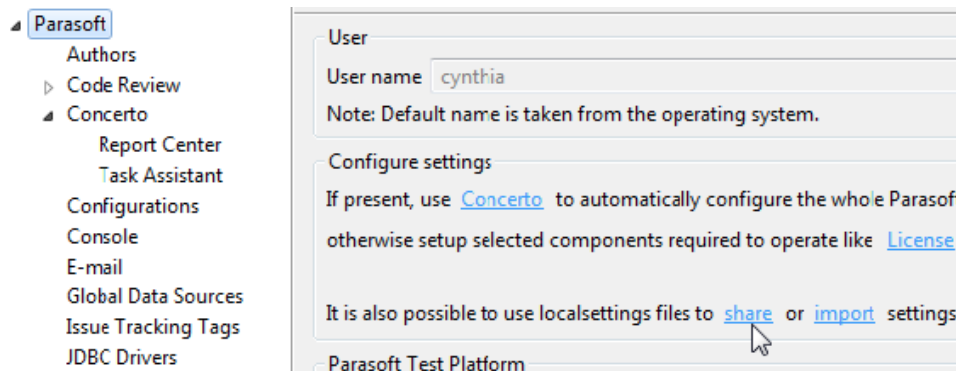 Parasoft
Authors
Code Review
Concerto
Report Center
Task Assistant
Configurations
Console
E-mail
Global Data Sources
Issue Tracking Tags
JDBC Drivers
User
User name cynthia
Note: Default name is taken from the operating system.
Configure settings
If present, use Concerto to automatically configure the whole Parasoft
otherwise setup selected components required to operate like License
It is also possible to use localsettings files to share or import settings
Parasoft Test Platform